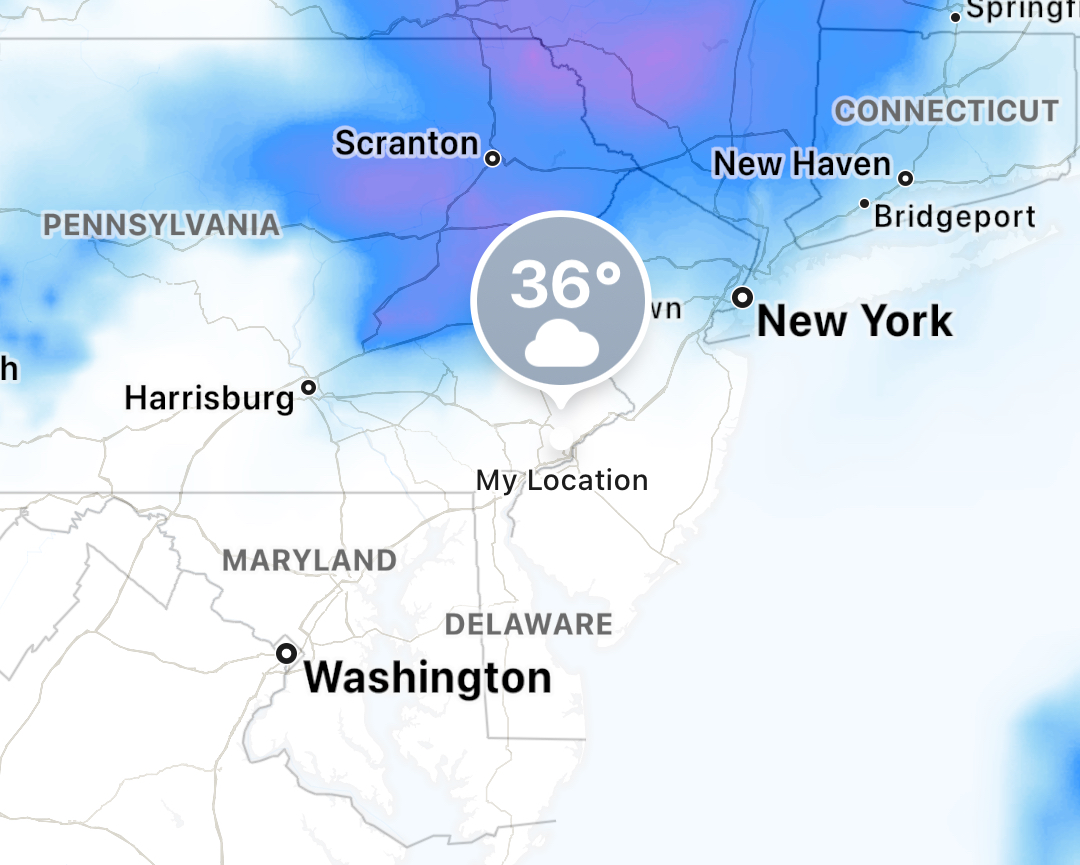 Springf
CONNECTICUT
Scranton
New Haven
PENNSYLVANIA
Bridgeport
36°
wn
New York
h
Harrisburg
My Location
MARYLAND
DELAWARE
Washington